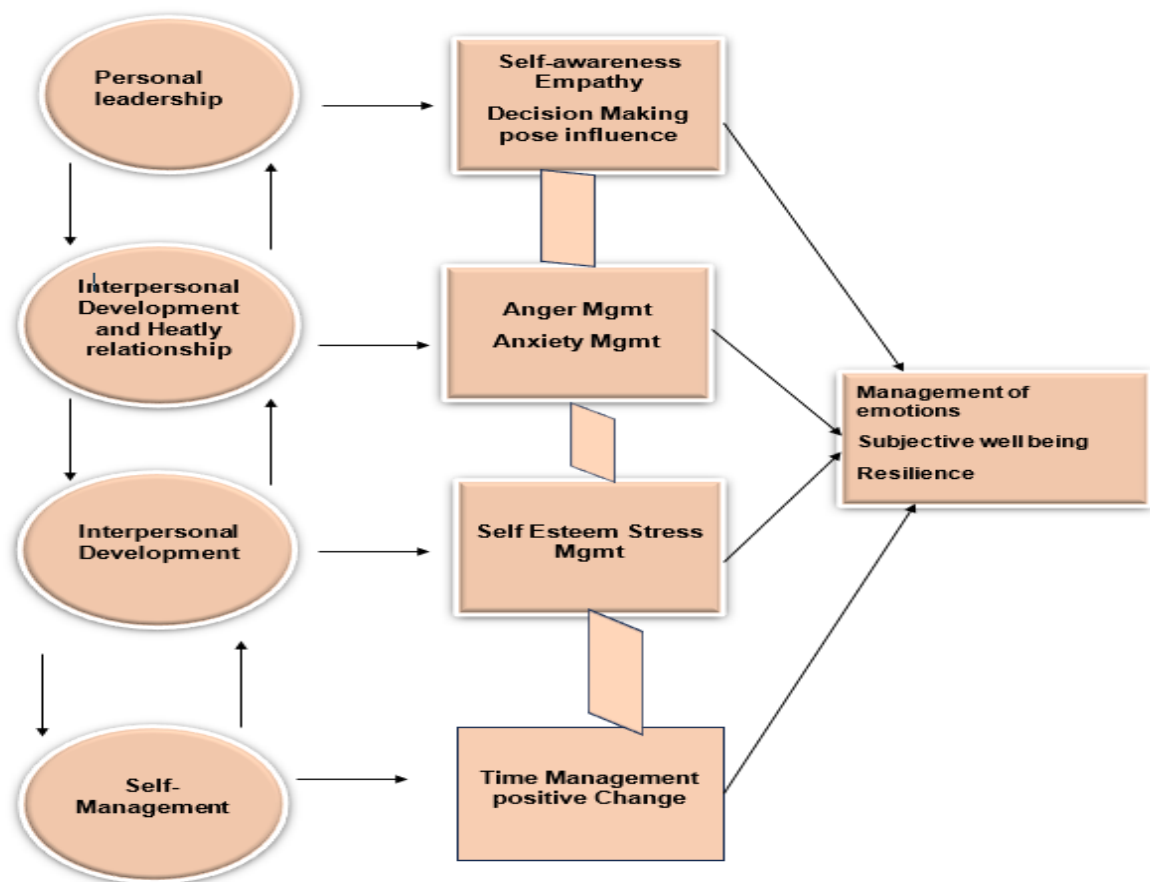 Personal
leadership
Self-awareness
Empathy
Decision Making
pose influence
Interpersonal
Development
and Heatly
relationship
Anger Mgmt
Anxiety Mgmt
Management of
emotions
Subjective well being
Resilience
Interpersonal
Development
Self Esteem Stress
Mgmt
Self-
Management
Time Management
positive Change